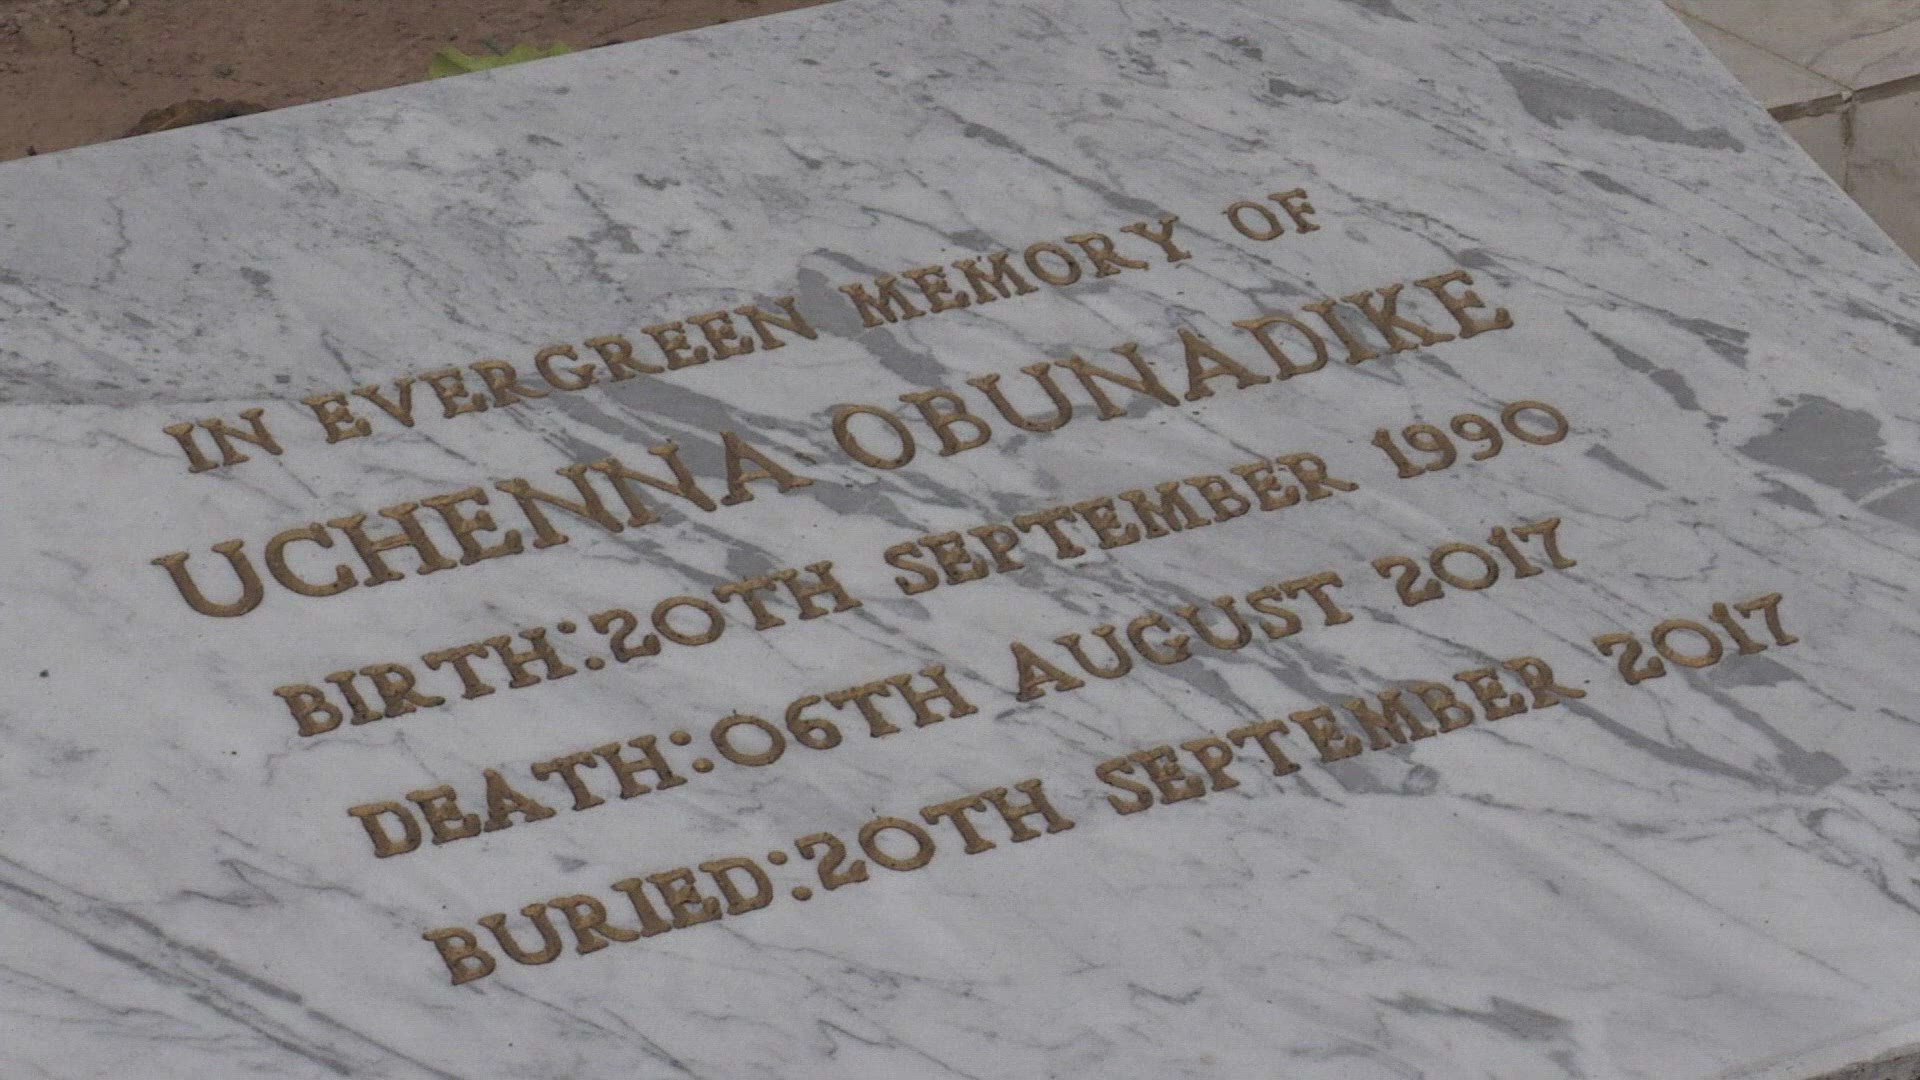 IN EVERGREEN MEMORY OF
UCHENNA OBUNADIKE
BIRTH:20TH SEPTEMBER 1990
DEATH:06TH AUGUST 2017
BURIED:20TH SEPTEMBER 2017